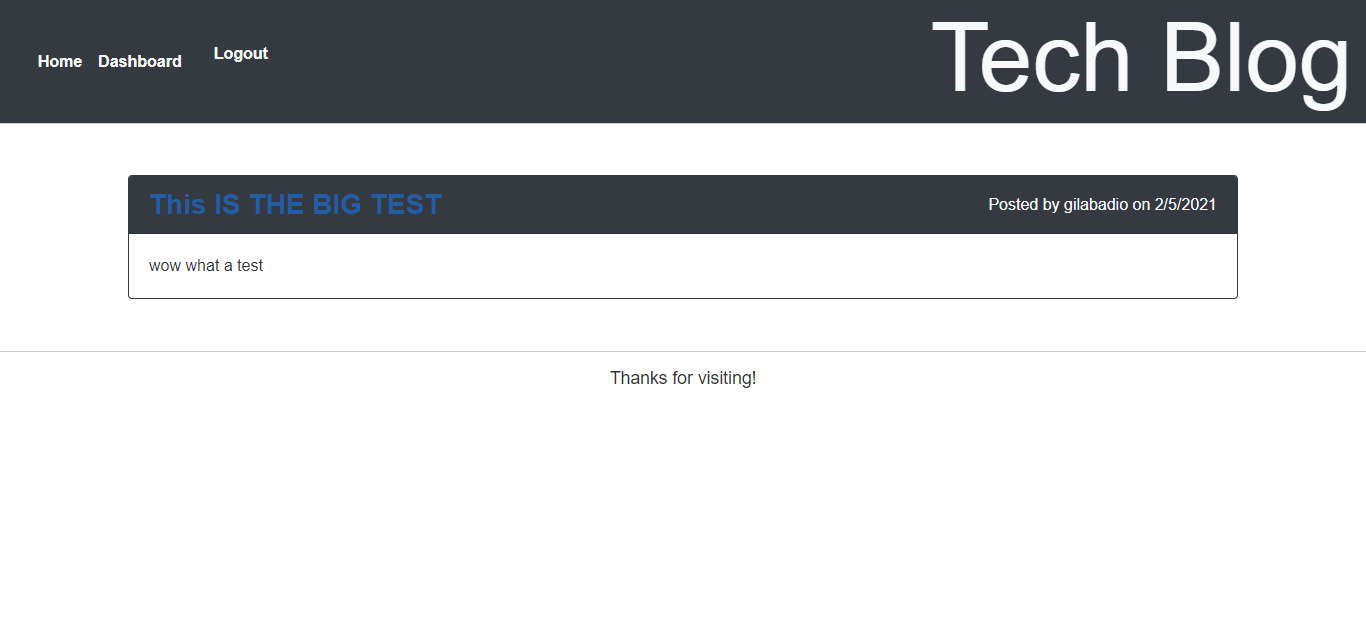 Home Dashboard Logout
Tech Blog
This IS THE BIG TEST
Posted by gilabadio on 2/5/2021
wow what a test
Thanks for visiting!